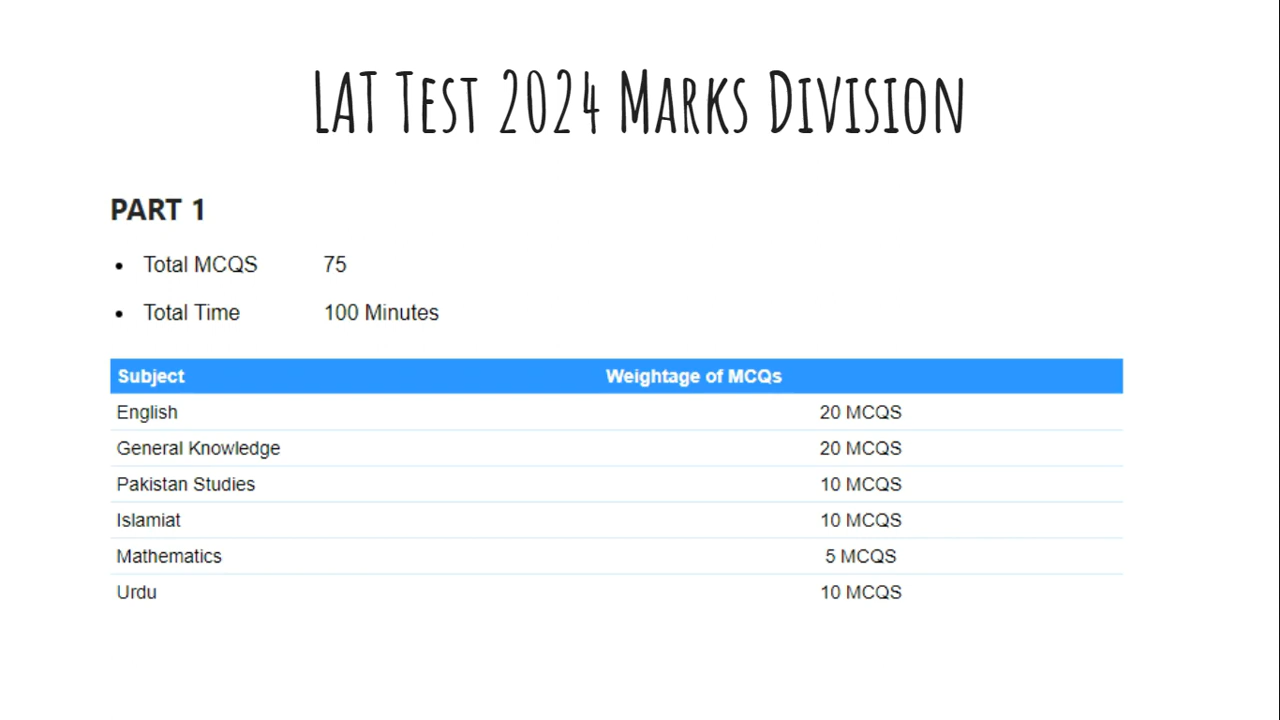 LAT Test 2024 Marks Division
PART 1
• Total MCQS 75
• Total Time 100 Minutes
Subject Weightage of MCQs
English 20 MCQS
General Knowledge 20 MCQS
Pakistan Studies 10 MCQS
Islamiat 10 MCQS
Mathematics 5 MCQS
Urdu 10 MCQS